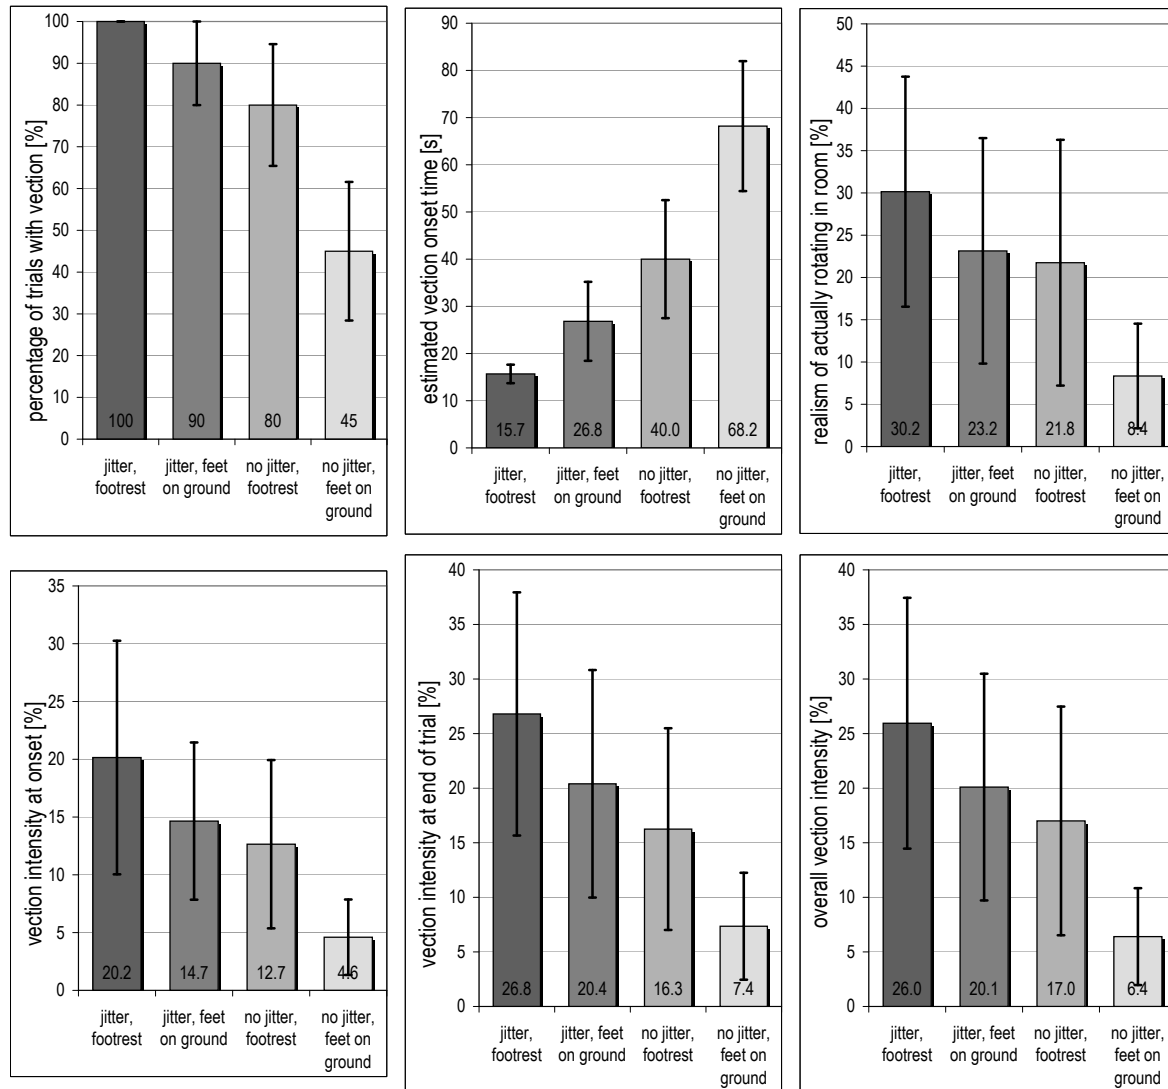 percentage of trials with vection [%]
100
90
80
70
60
50
40
30
20
10
0
100
90
80
45
jitter,
footrest
jitter, feet
on ground
no jitter,
footrest
no jitter,
feet on
ground
estimated vection onset time [s]
90
80
70
60
50
40
30
20
10
0
15.7
26.8
40.0
68.2
jitter,
footrest
jitter, feet
on ground
no jitter,
footrest
no jitter,
feet on
ground
realism of actually rotating in room [%]
50
45
40
35
30
25
20
15
10
5
0
30.2
23.2
21.8
8.4
jitter,
footrest
jitter, feet
on ground
no jitter,
footrest
no jitter,
feet on
ground
vection intensity at onset [%]
35
30
25
20
15
10
5
0
20.2
14.7
12.7
4.6
jitter,
footrest
jitter, feet
on ground
no jitter,
footrest
no jitter,
feet on
ground
vection intensity at end of trial [%]
40
35
30
25
20
15
10
5
0
26.8
20.4
16.3
7.4
jitter,
footrest
jitter, feet
on ground
no jitter,
footrest
no jitter,
feet on
ground
overall vection intensity [%]
40
35
30
25
20
15
10
5
0
26.0
20.1
17.0
6.4
jitter,
footrest
jitter, feet
on ground
no jitter,
footrest
no jitter,
feet on
ground